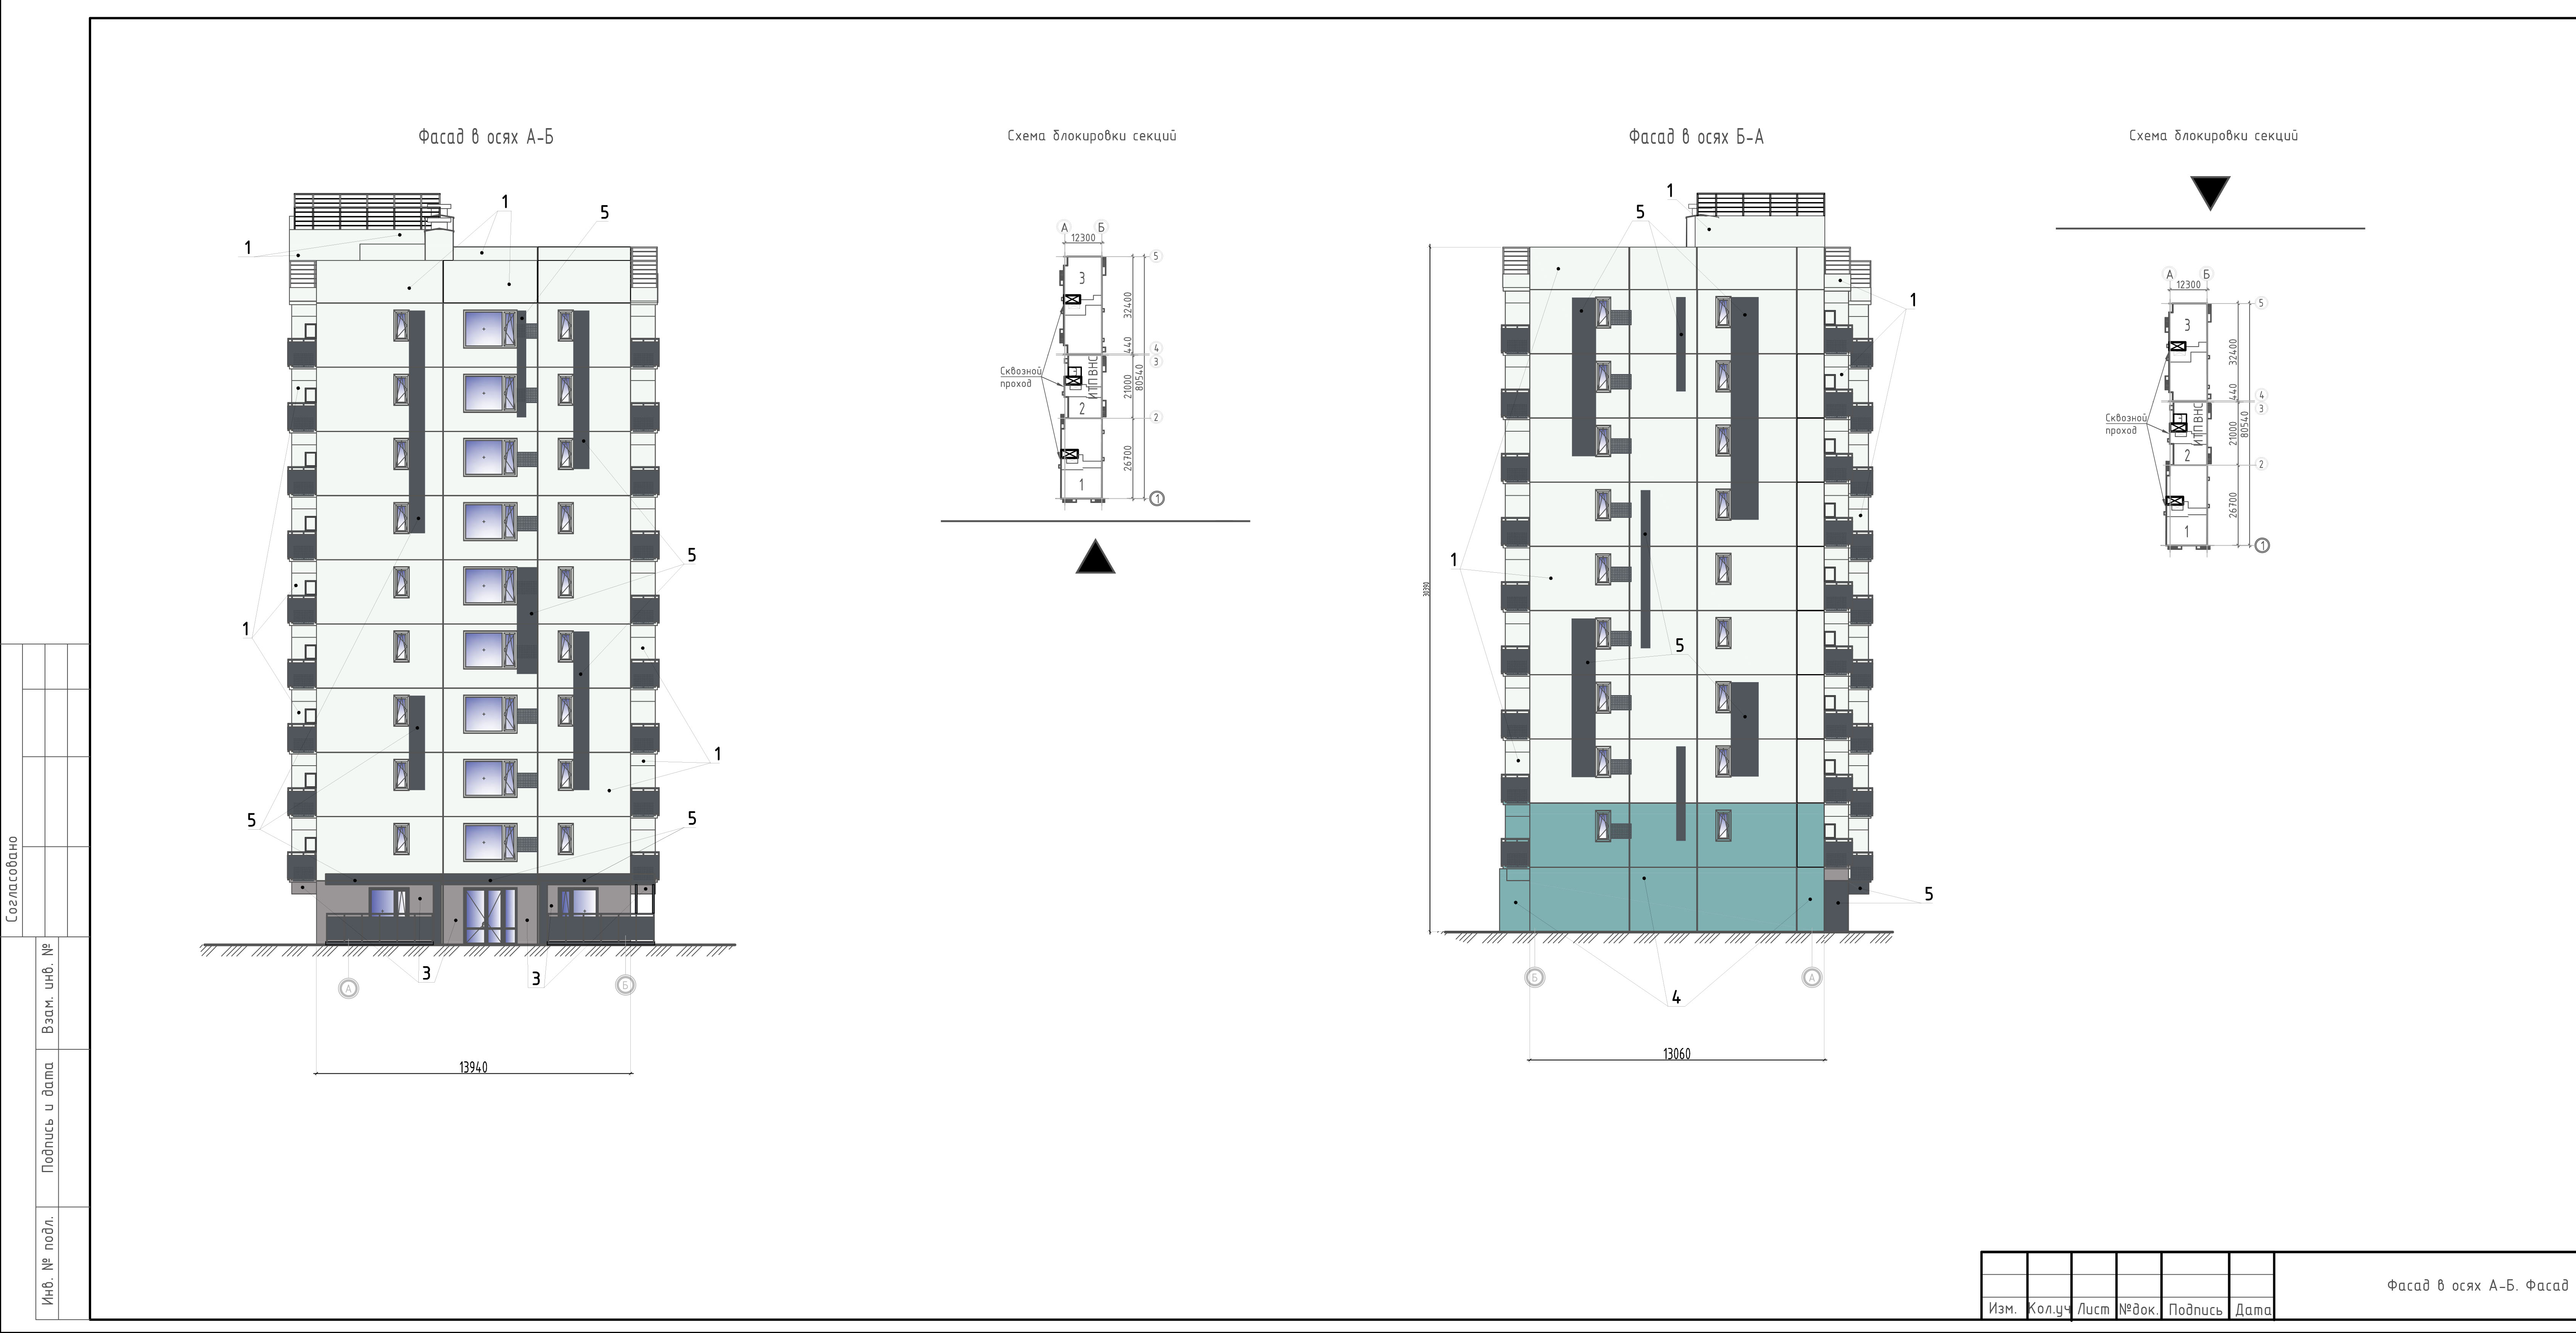 Фасад в осях А-Б
Схема блокировки секций
Фасад в осях Б-А
Схема блокировки секций
1
5
1
5
1
5
1
5
3
3
А
Б
13940
А
Б
12300
5
3
32400
4
440
3
Сквозной
проход
ИТП ВНС
21000
80540
2
2
26700
1
1
1
5
1
1
30390
5
5
4
Б
А
13060
А
Б
12300
5
3
32400
4
440
3
Сквозной
проход
ИТП ВНС
21000
80540
2
2
26700
1
1
Согласовано
Взам. инв. №
Подпись и дата
Инв. № подл.
Изм.
Кол.уч
Лист
№док.
Подпись
Дата
Фасад в осях А-Б. Фасад